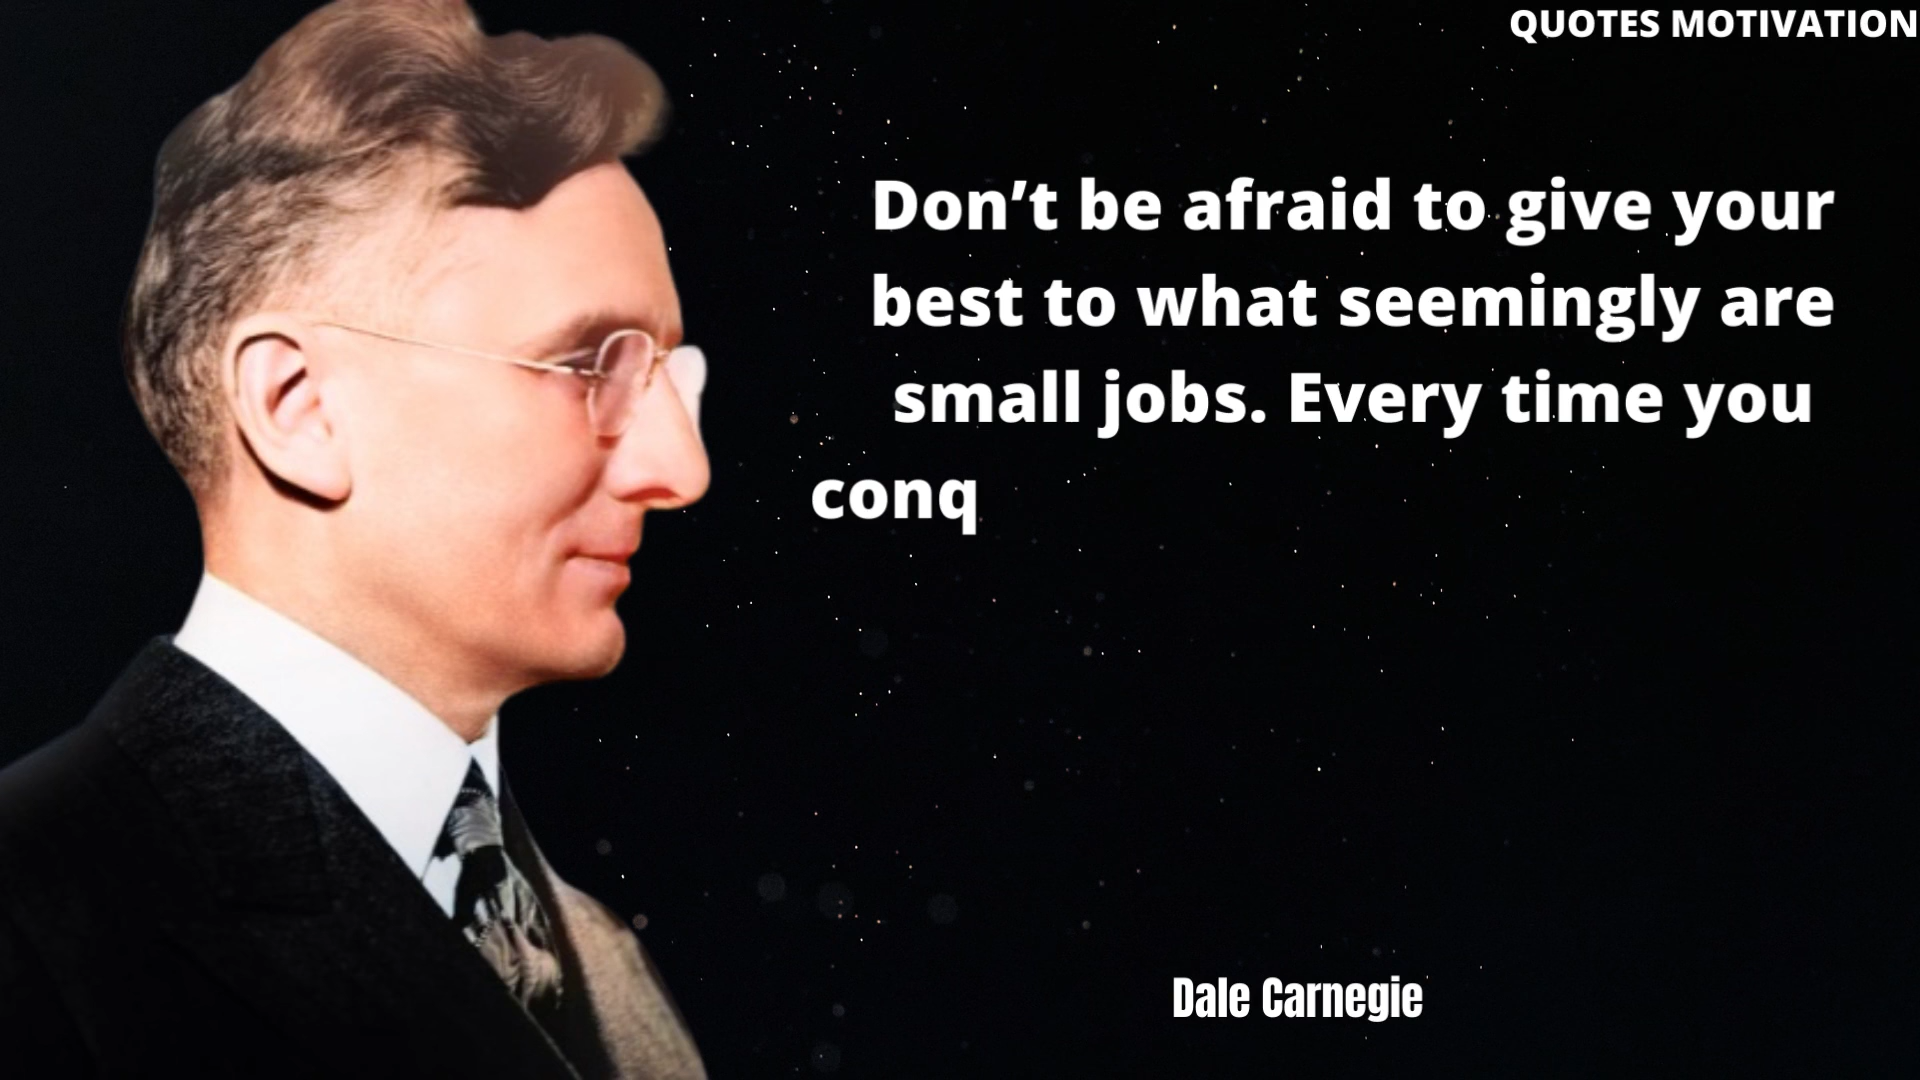 QUOTES MOTIVATION
Don’t be afraid to give your
best to what seemingly are
small jobs. Every time you
conq
Dale Carnegie